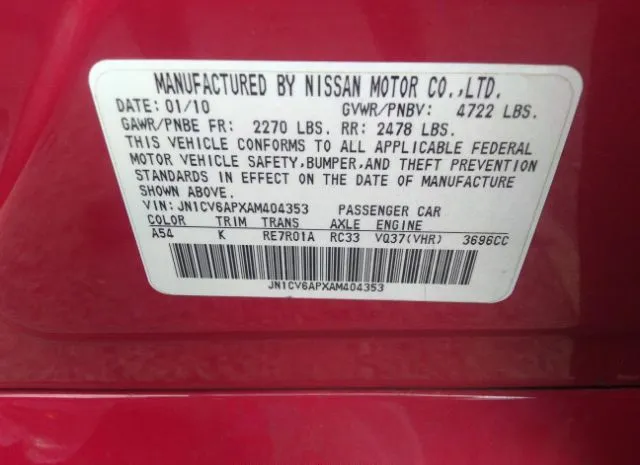 MANUFACTURED BY NISSAN MOTOR CO.,LTD.
DATE: 01/10 GVWR/PNBV: 4722 LBS.
GAWR/PNBE FR: 2270 LBS. RR: 2478 LBS.
THIS VEHICLE CONFORMS TO ALL APPLICABLE FEDERAL
MOTOR VEHICLE SAFETY,BUMPER,AND THEFT PREVENTION
STANDARDS IN EFFECT ON THE DATE OF MANUFACTURE
SHOWN ABOVE.
VIN: JN1CV6APXAM404353 PASSENGER CAR
COLOR TRIM TRANS AXLE ENGINE
A54 K RE7R01A RC33 VQ37(VHR) 3696CC
JN1CV6APXAM404353